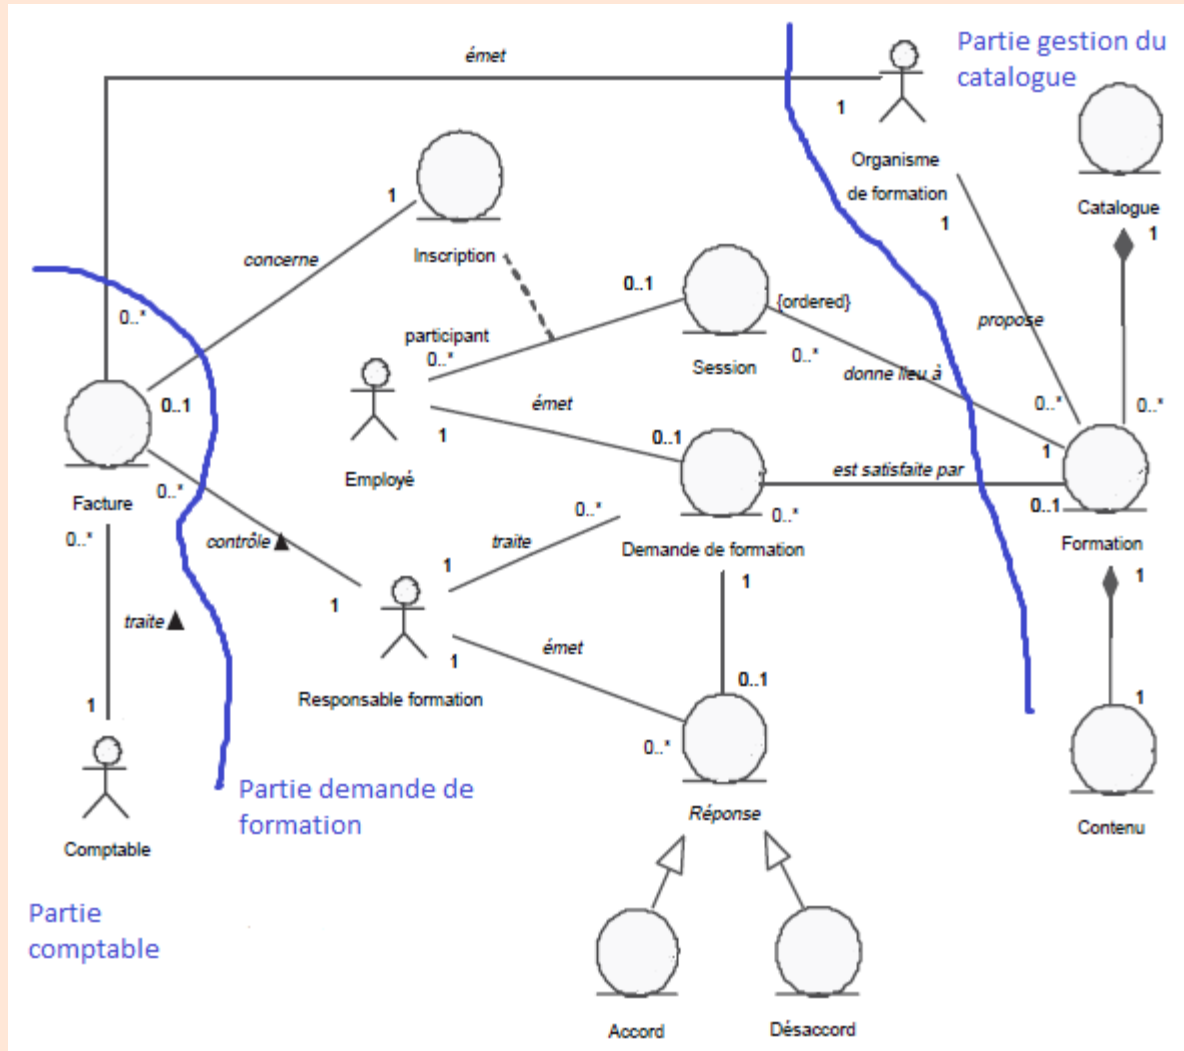 émet
Partie gestion du
catalogue
1
Organisme
de formation
1
Catalogue
1
1
Inscription
concerne
0..1
{ordered}
propose
0..*
participant
0..*
Session
0..*
donne lieu à
0..*
0..*
0..1
émet
1
0..1
1
Employé
est satisfaite par
Facture
0..*
0..*
0..*
0..*
0..1
contrôle
traite
Demande de formation
Formation
1
1
1
1
traite
1
émet
1
0..1
1
Responsable formation
0..*
Partie demande de
formation
Réponse
Contenu
Comptable
Partie
comptable
Accord
Désaccord